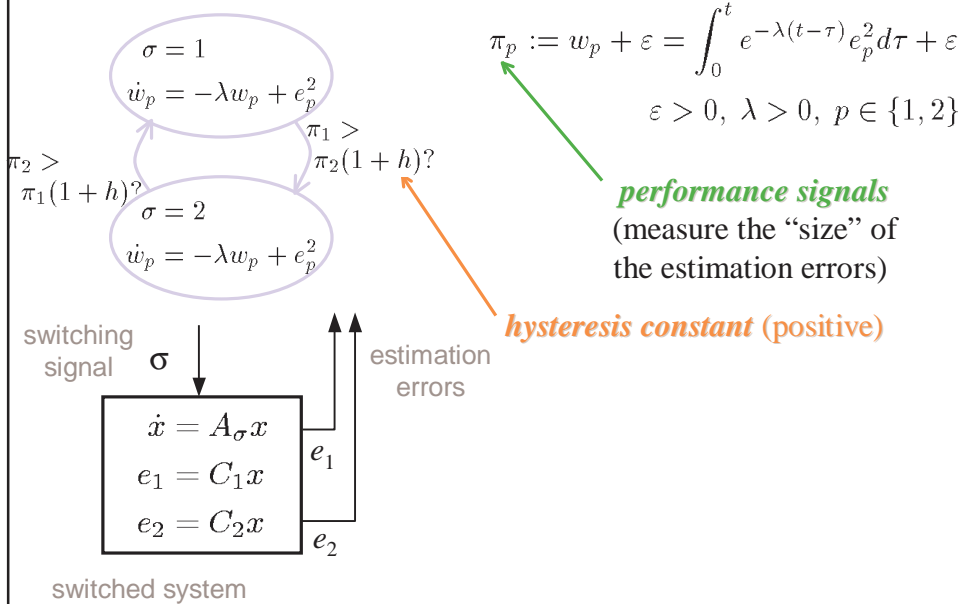 σ = 1
ẇ_p = −λw_p + e_p^2
π_p := w_p + ε = ∫_0^t e^{−λ(t−τ)} e_p^2 dτ + ε
ε > 0, λ > 0, p ∈ {1, 2}
π_1 >
π_2(1 + h)?
π_2 >
π_1(1 + h)?
σ = 2
ẇ_p = −λw_p + e_p^2
performance signals
(measure the “size” of
the estimation errors)
hysteresis constant (positive)
switching
signal
σ
estimation
errors
ẋ = A_σ x
e_1 = C_1 x
e_2 = C_2 x
e_1
e_2
switched system